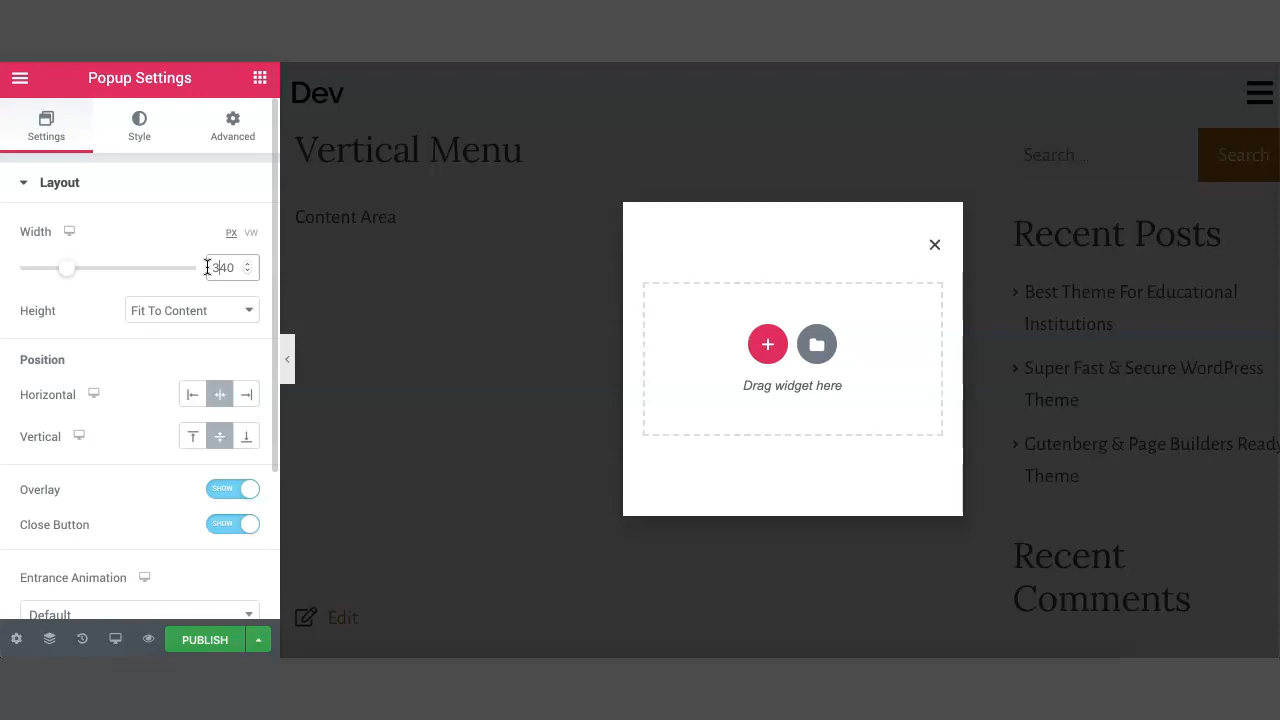 Popup Settings
Settings
Style
Advanced
Layout
Width
PX VW
340
Height
Fit To Content
Position
Horizontal
Vertical
Overlay
SHOW
Close Button
SHOW
Entrance Animation
Default
PUBLISH
Dev
Vertical Menu
Content Area
Edit
Drag widget here
Search …
Search
Recent Posts
Best Theme For Educational
Institutions
Super Fast & Secure WordPress
Theme
Gutenberg & Page Builders Ready
Theme
Recent
Comments